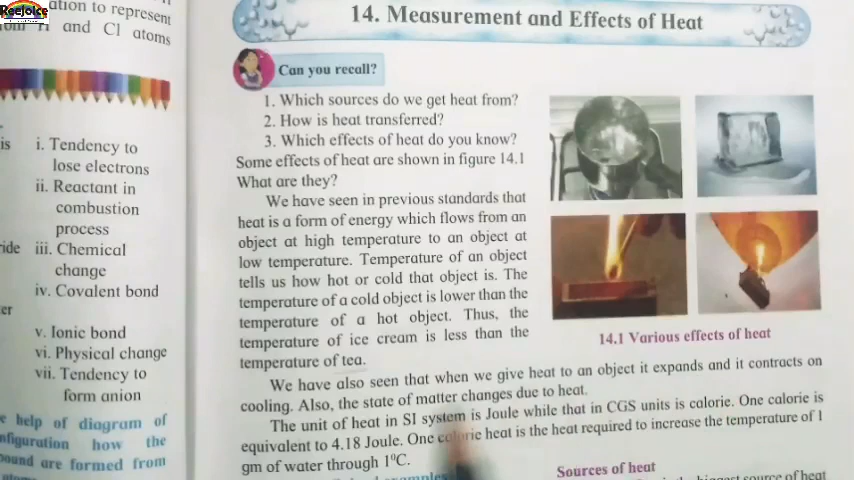 Reejoice
ation to represent
and Cl atoms
is i. Tendency to
lose electrons
ii. Reactant in
combustion
process
ride iii. Chemical
change
iv. Covalent bond
er
v. Ionic bond
vi. Physical change
vii. Tendency to
form anion
e help of diagram of
nfiguration how the
pound are formed from
14. Measurement and Effects of Heat
Can you recall?
1. Which sources do we get heat from?
2. How is heat transferred?
3. Which effects of heat do you know?
Some effects of heat are shown in figure 14.1
What are they?
We have seen in previous standards that
heat is a form of energy which flows from an
object at high temperature to an object at
low temperature. Temperature of an object
tells us how hot or cold that object is. The
temperature of a cold object is lower than the
temperature of a hot object. Thus, the
temperature of ice cream is less than the
temperature of tea.
14.1 Various effects of heat
We have also seen that when we give heat to an object it expands and it contracts on
cooling. Also, the state of matter changes due to heat.
The unit of heat in SI system is Joule while that in CGS units is calorie. One calorie is
equivalent to 4.18 Joule. One calorie heat is the heat required to increase the temperature of 1
gm of water through 1⁰C.
Sources of heat
examples
biggest source of heat